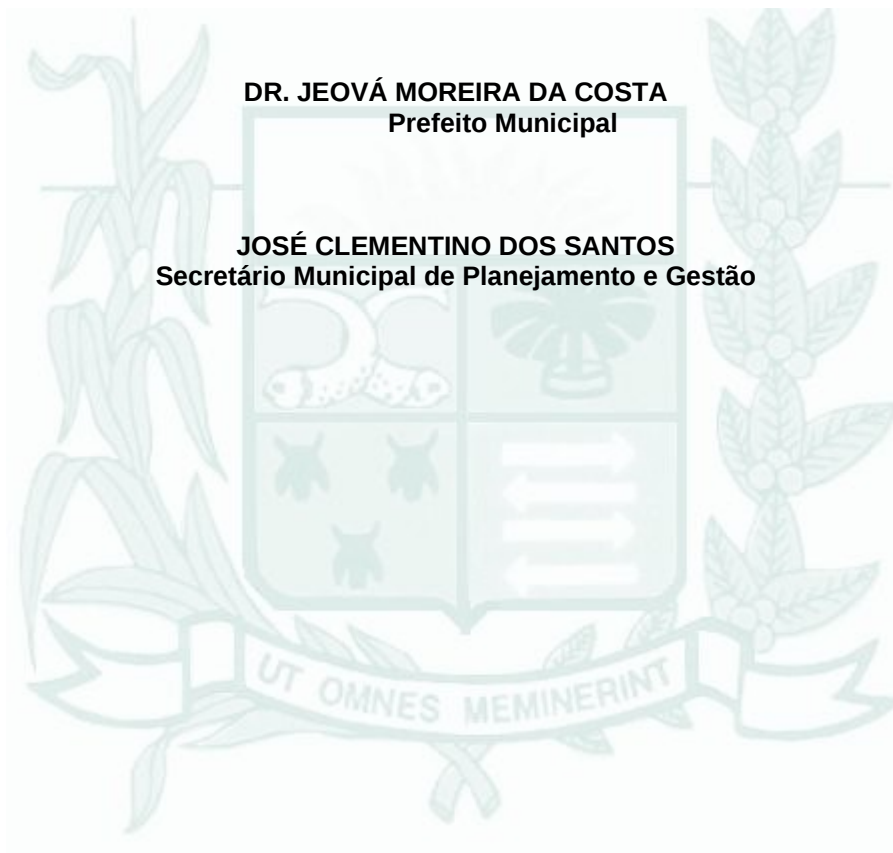 DR. JEOVÁ MOREIRA DA COSTA
Prefeito Municipal
JOSÉ CLEMENTINO DOS SANTOS
Secretário Municipal de Planejamento e Gestão
UT OMNES MEMINERINT